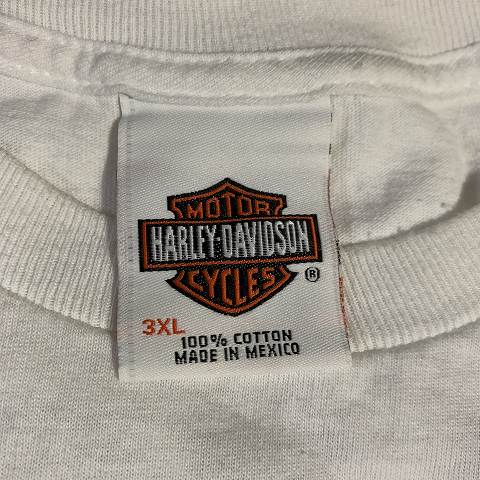 MOTOR
HARLEY-DAVIDSON
CYCLES
®
3XL
100% COTTON
MADE IN MEXICO